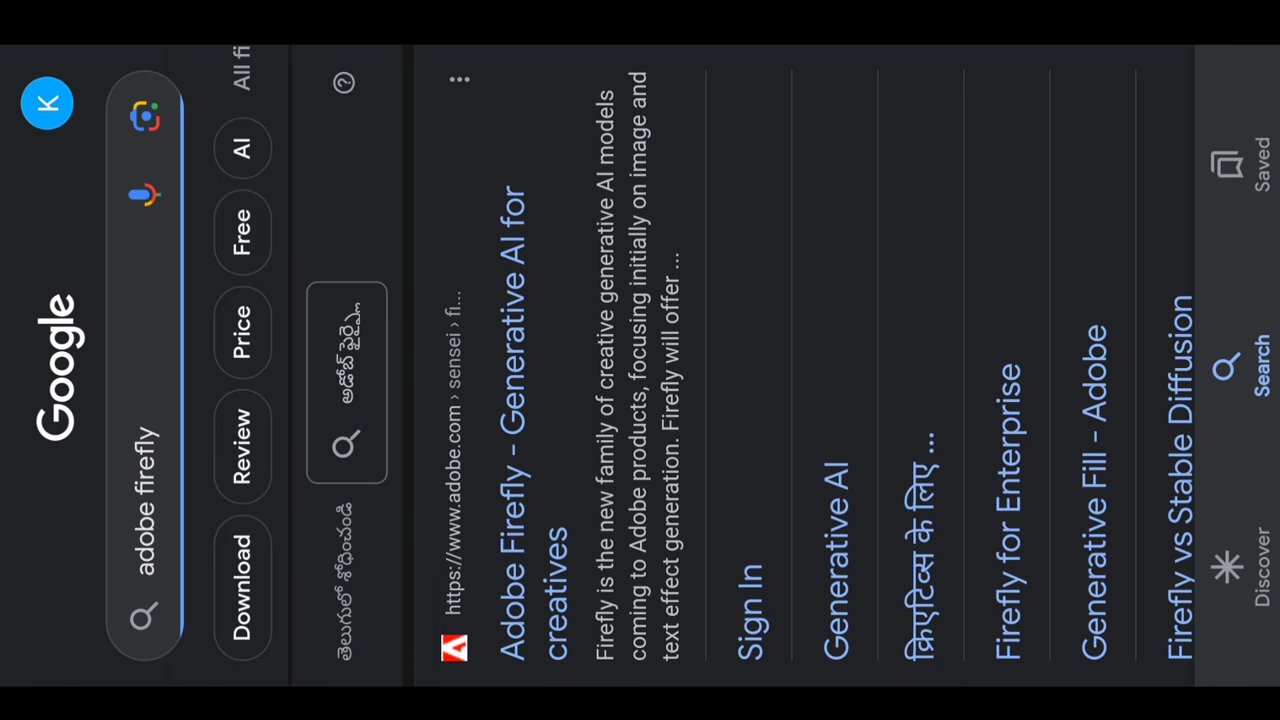 Google
K
adobe firefly
Download Review Price Free AI All fi
తెలుగులో శోధించండి అడోబ్ ఫైర్ఫ్లై
https://www.adobe.com › sensei › fi...
Adobe Firefly - Generative AI for
creatives
Firefly is the new family of creative generative AI models
coming to Adobe products, focusing initially on image and
text effect generation. Firefly will offer ...
Sign In
Generative AI
क्रिएटिव्स के लिए ...
Firefly for Enterprise
Generative Fill - Adobe
Firefly vs Stable Diffusion
Discover Search Saved